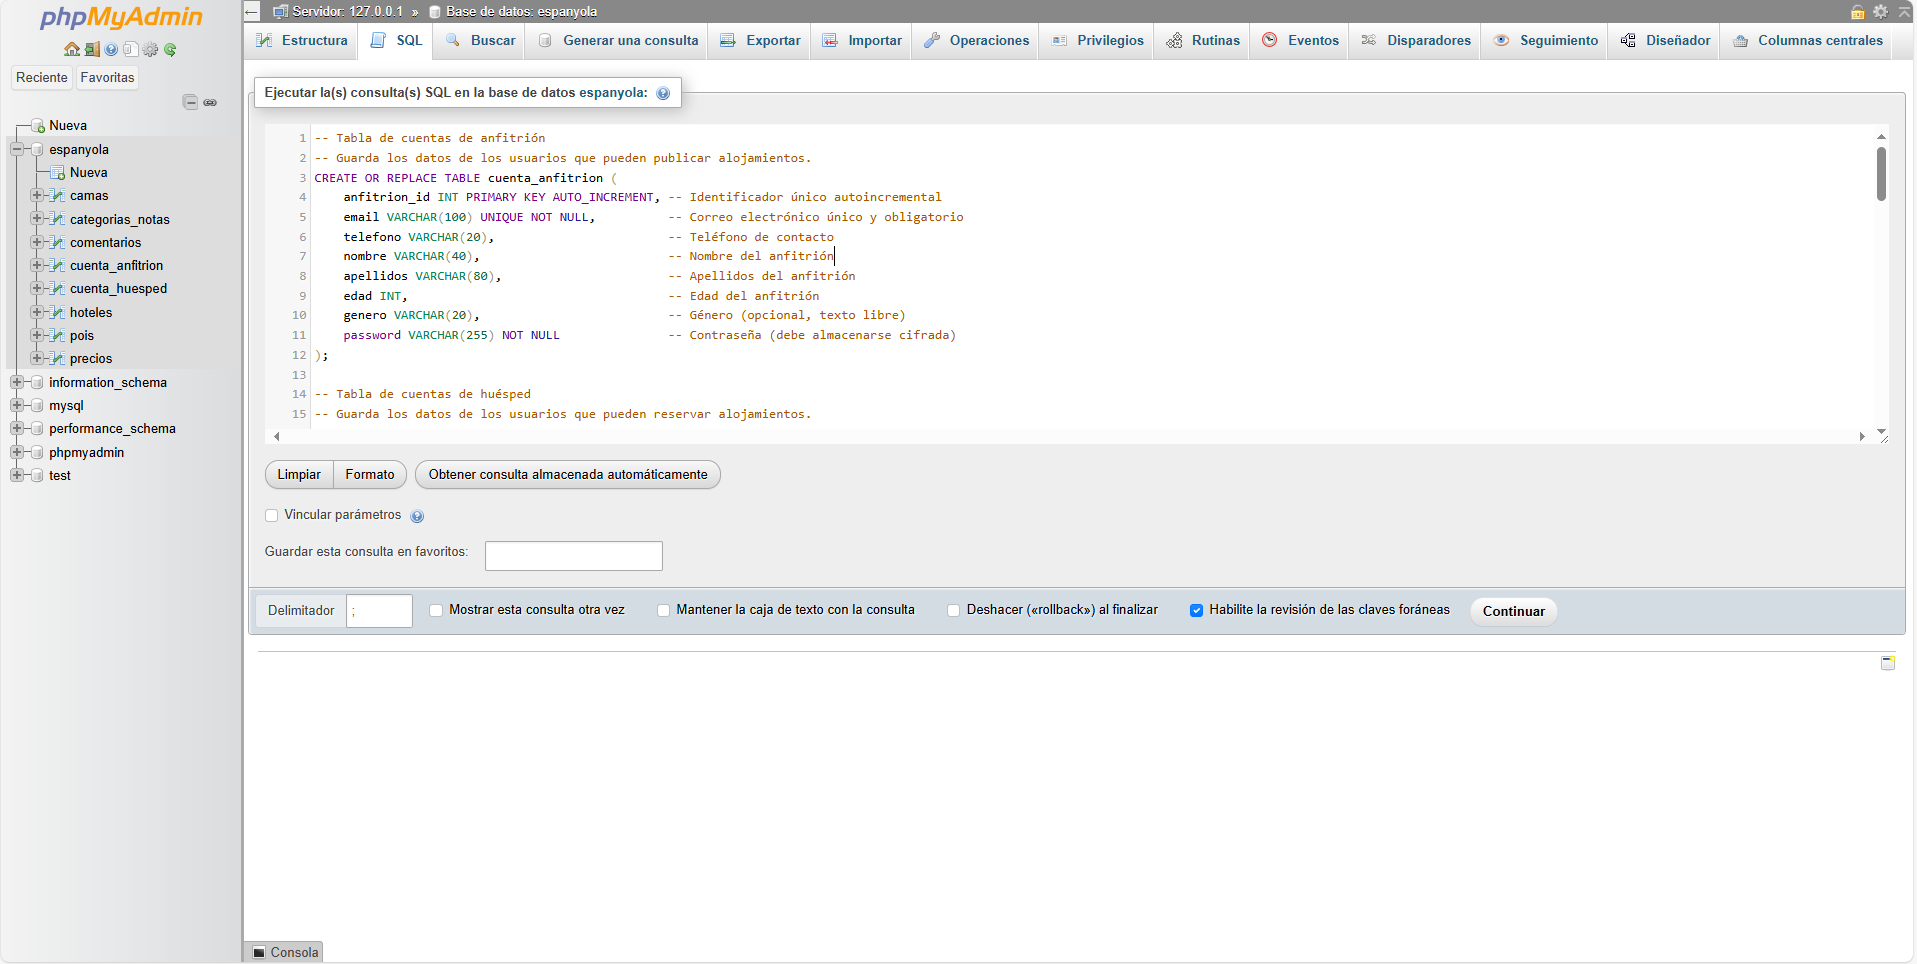 phpMyAdmin
Reciente
Favoritas
Nueva
espanyola
Nueva
camas
categorias_notas
comentarios
cuenta_anfitrion
cuenta_huesped
hoteles
pois
precios
information_schema
mysql
performance_schema
phpmyadmin
test
Servidor: 127.0.0.1 » Base de datos: espanyola
Estructura SQL Buscar Generar una consulta Exportar Importar Operaciones Privilegios Rutinas Eventos Disparadores Seguimiento Diseñador Columnas centrales
Ejecutar la(s) consulta(s) SQL en la base de datos espanyola:
1 -- Tabla de cuentas de anfitrión
2 -- Guarda los datos de los usuarios que pueden publicar alojamientos.
3 CREATE OR REPLACE TABLE cuenta_anfitrion (
4 anfitrion_id INT PRIMARY KEY AUTO_INCREMENT, -- Identificador único autoincremental
5 email VARCHAR(100) UNIQUE NOT NULL, -- Correo electrónico único y obligatorio
6 telefono VARCHAR(20), -- Teléfono de contacto
7 nombre VARCHAR(40), -- Nombre del anfitrión
8 apellidos VARCHAR(80), -- Apellidos del anfitrión
9 edad INT, -- Edad del anfitrión
10 genero VARCHAR(20), -- Género (opcional, texto libre)
11 password VARCHAR(255) NOT NULL -- Contraseña (debe almacenarse cifrada)
12 );
13
14 -- Tabla de cuentas de huésped
15 -- Guarda los datos de los usuarios que pueden reservar alojamientos.
Limpiar Formato Obtener consulta almacenada automáticamente
Vincular parámetros
Guardar esta consulta en favoritos:
Delimitador ; Mostrar esta consulta otra vez Mantener la caja de texto con la consulta Deshacer («rollback») al finalizar Habilite la revisión de las claves foráneas Continuar
Consola